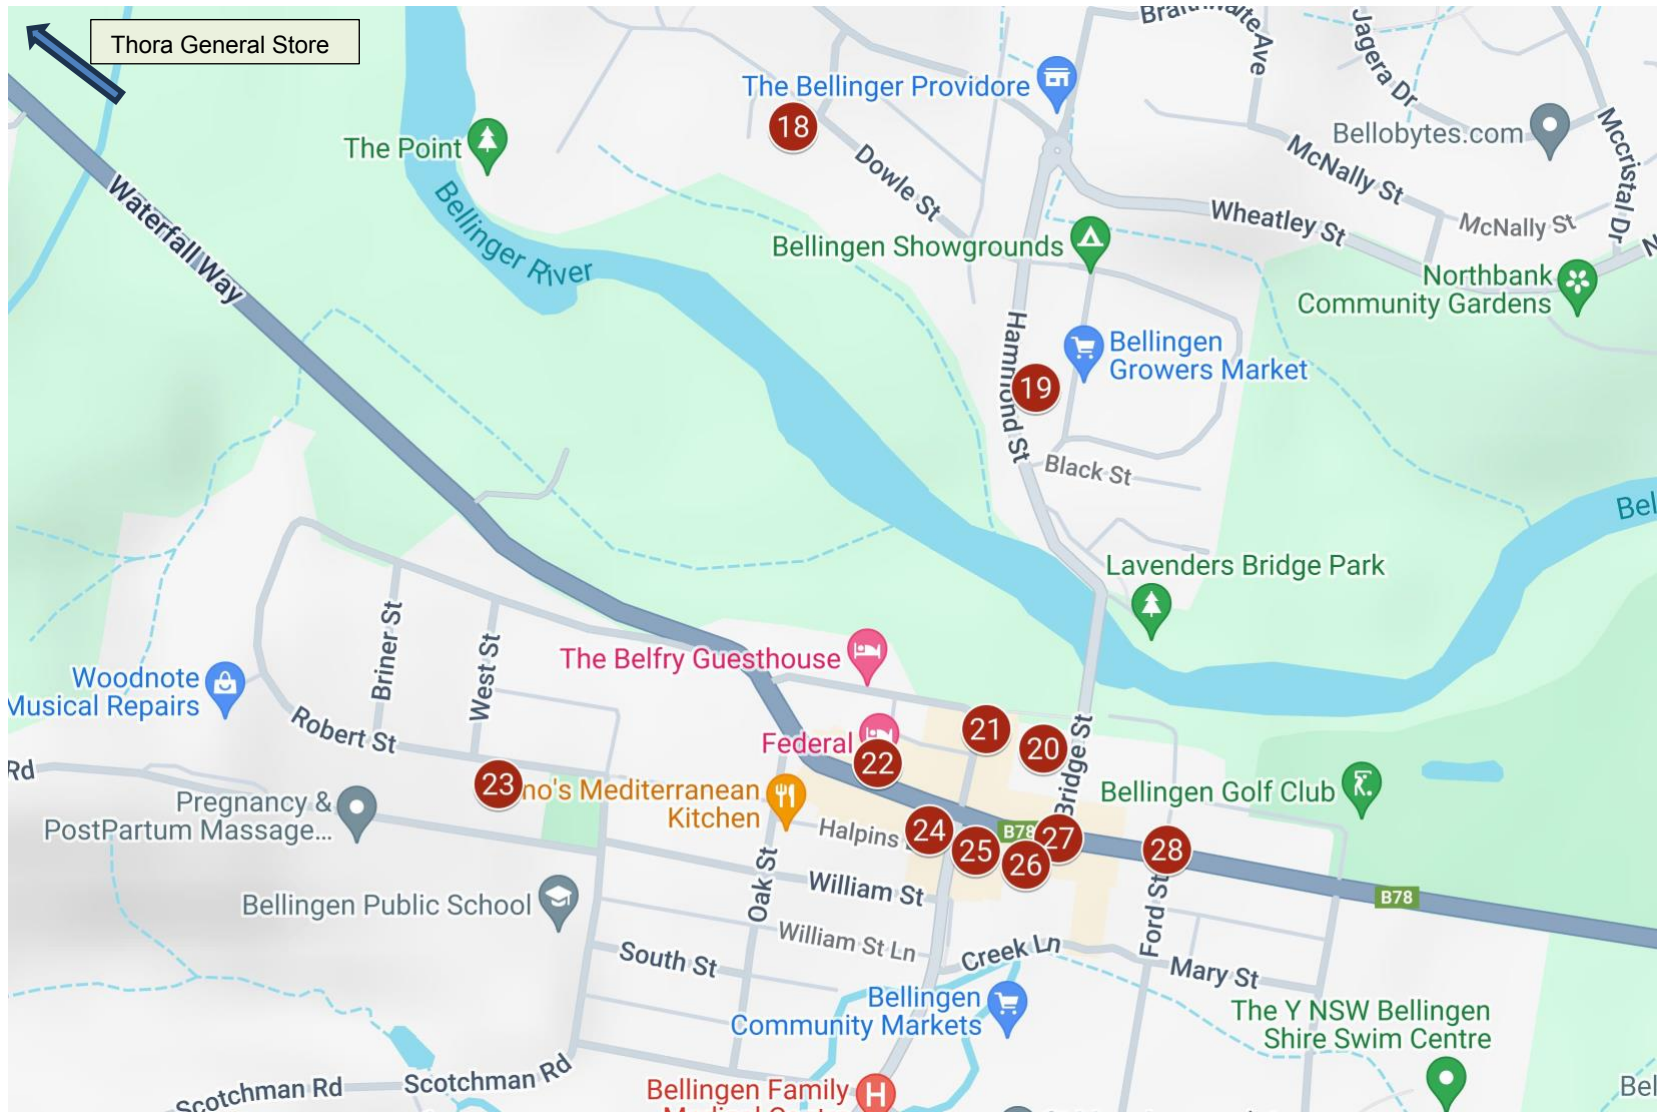 Thora General Store
Braithwaite Ave
Jagera Dr
The Bellinger Providore
18
Bellobytes.com
The Point
Mccristal Dr
Dowle St
McNally St
Waterfall Way
Bellinger River
Wheatley St
McNally St
Bellingen Showgrounds
Northbank
Community Gardens
Hammond St
Bellingen
Growers Market
19
Black St
Bel
Lavenders Bridge Park
Briner St
West St
The Belfry Guesthouse
Woodnote
Musical Repairs
Robert St
21
20
Bridge St
Federal
22
Rd
23
no's Mediterranean
Kitchen
Bellingen Golf Club
Pregnancy &
PostPartum Massage...
Halpins
24
25
B78
27
26
28
Oak St
William St
B78
Bellingen Public School
Ford St
William St Ln
South St
Creek Ln
Mary St
Bellingen
Community Markets
The Y NSW Bellingen
Shire Swim Centre
Scotchman Rd
Scotchman Rd
Bellingen Family
H
Bel